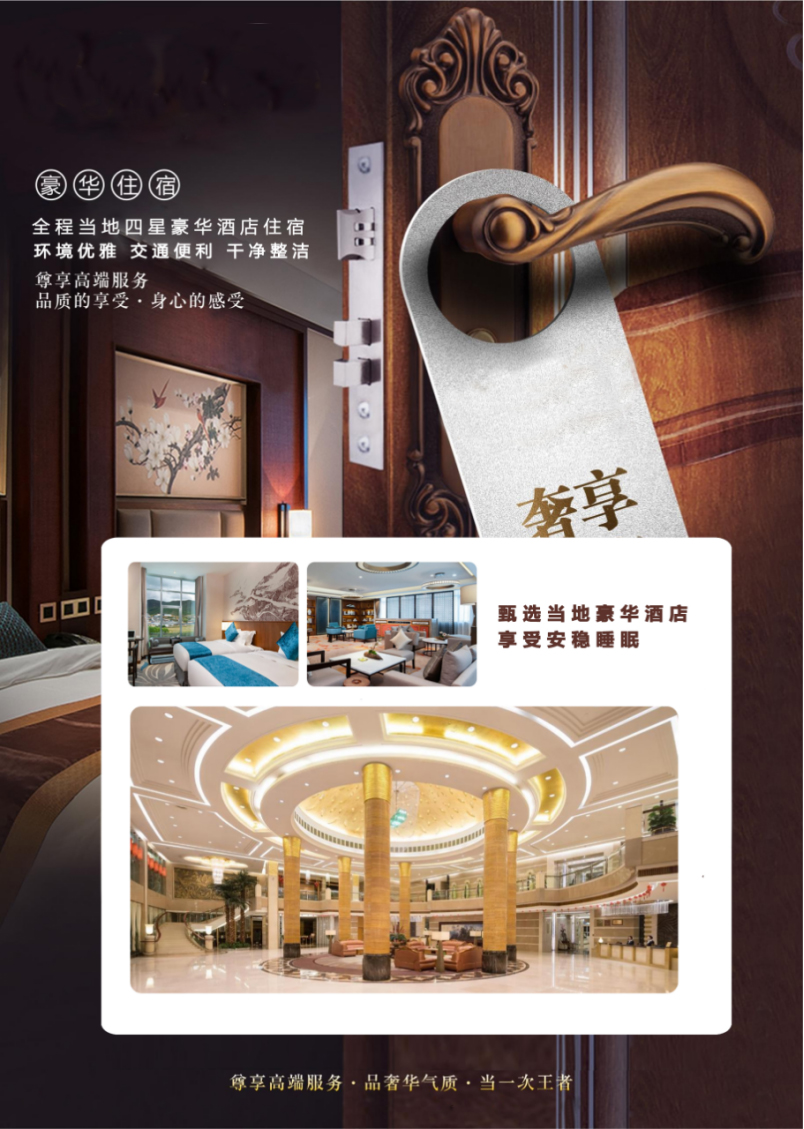 豪华住宿
全程当地四星豪华酒店住宿
环境优雅 交通便利 干净整洁
尊享高端服务
品质的享受·身心的感受
奢享
甄选当地豪华酒店
享受安稳睡眠
尊享高端服务·品奢华气质·当一次王者